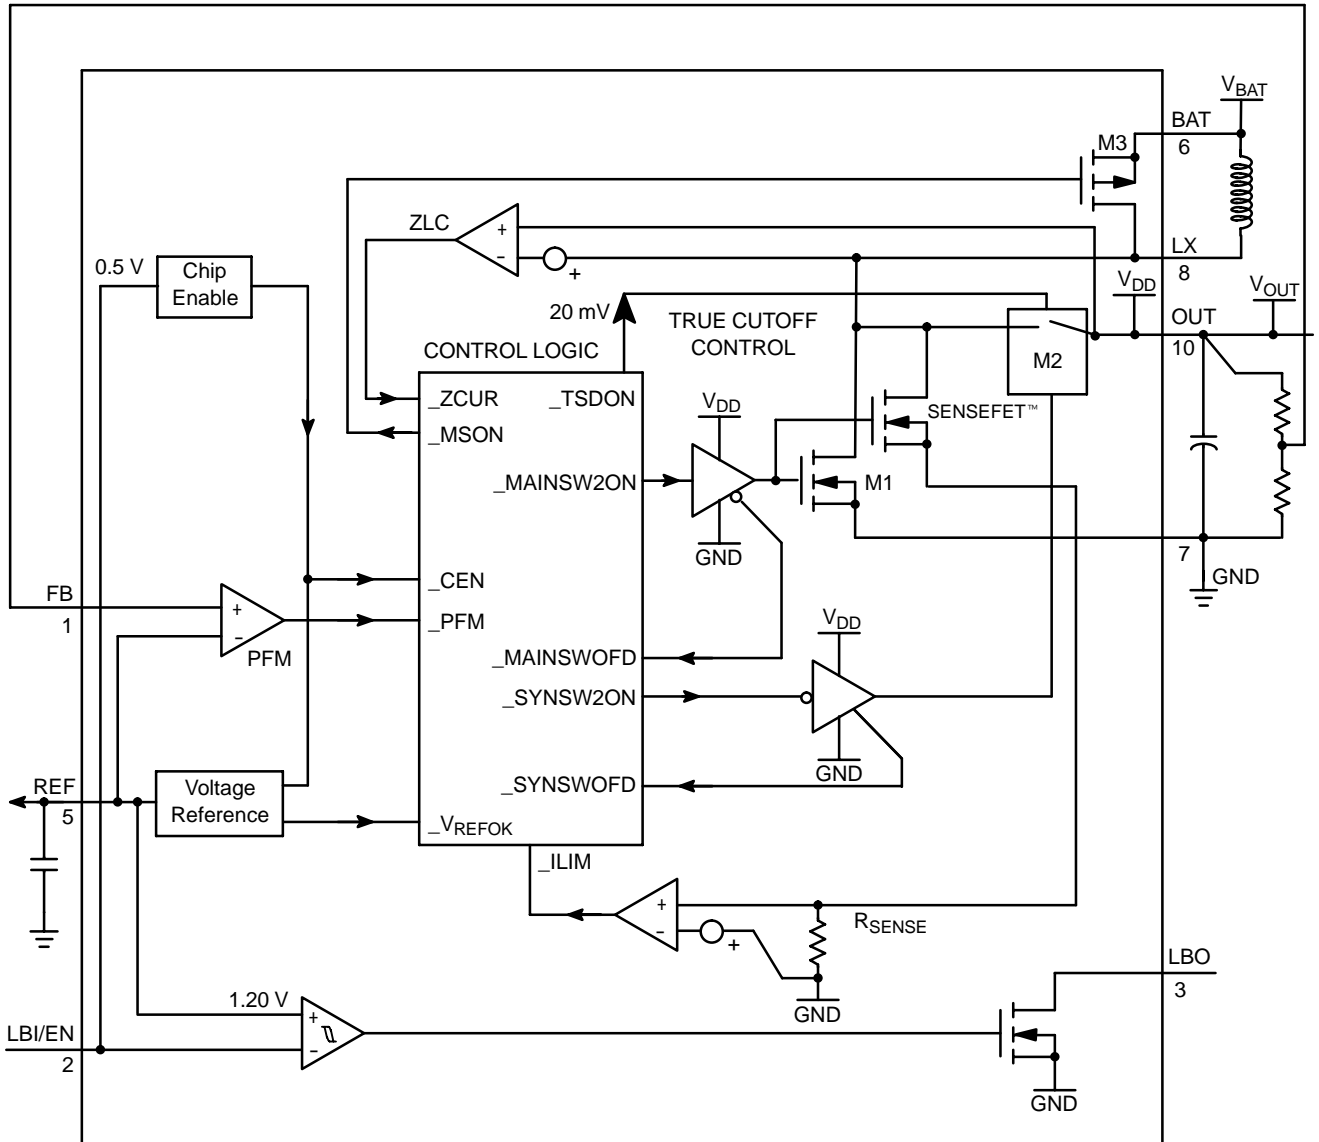 V_BAT
BAT
6
M3
ZLC
+
-
+
LX
8
0.5 V
Chip
Enable
V_DD
V_OUT
20 mV
TRUE CUTOFF
CONTROL
OUT
10
M2
CONTROL LOGIC
_ZCUR
_TSDON
V_DD
SENSEFET™
_MSON
_MAINSW2ON
M1
GND
7
GND
_CEN
FB
1
+
-
PFM
_PFM
V_DD
_MAINSWOFD
_SYNSW2ON
GND
_SYNSWOFD
REF
5
Voltage
Reference
_V_REFOK
_ILIM
+
-
+
R_SENSE
GND
LBO
3
1.20 V
+
-
LBI/EN
2
GND